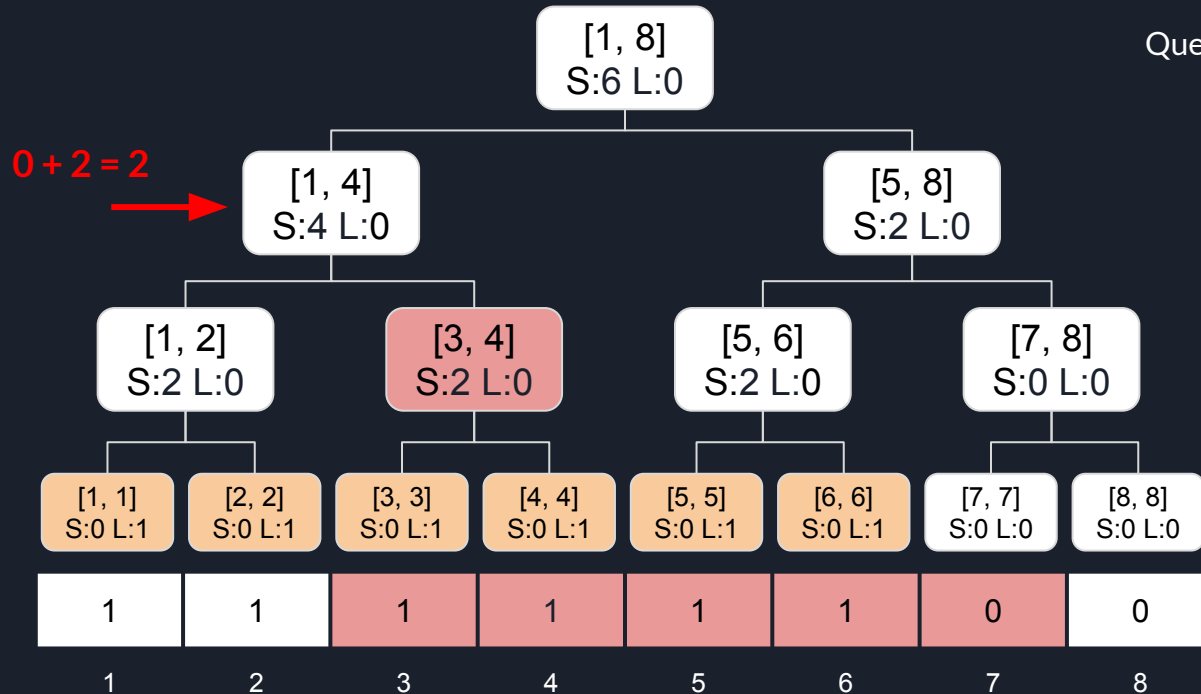 [1, 8]
S:6 L:0
Que
0 + 2 = 2
[1, 4]
S:4 L:0
[5, 8]
S:2 L:0
[1, 2]
S:2 L:0
[3, 4]
S:2 L:0
[5, 6]
S:2 L:0
[7, 8]
S:0 L:0
[1, 1]
S:0 L:1
[2, 2]
S:0 L:1
[3, 3]
S:0 L:1
[4, 4]
S:0 L:1
[5, 5]
S:0 L:1
[6, 6]
S:0 L:1
[7, 7]
S:0 L:0
[8, 8]
S:0 L:0
1 1 1 1 1 1 0 0
1 2 3 4 5 6 7 8